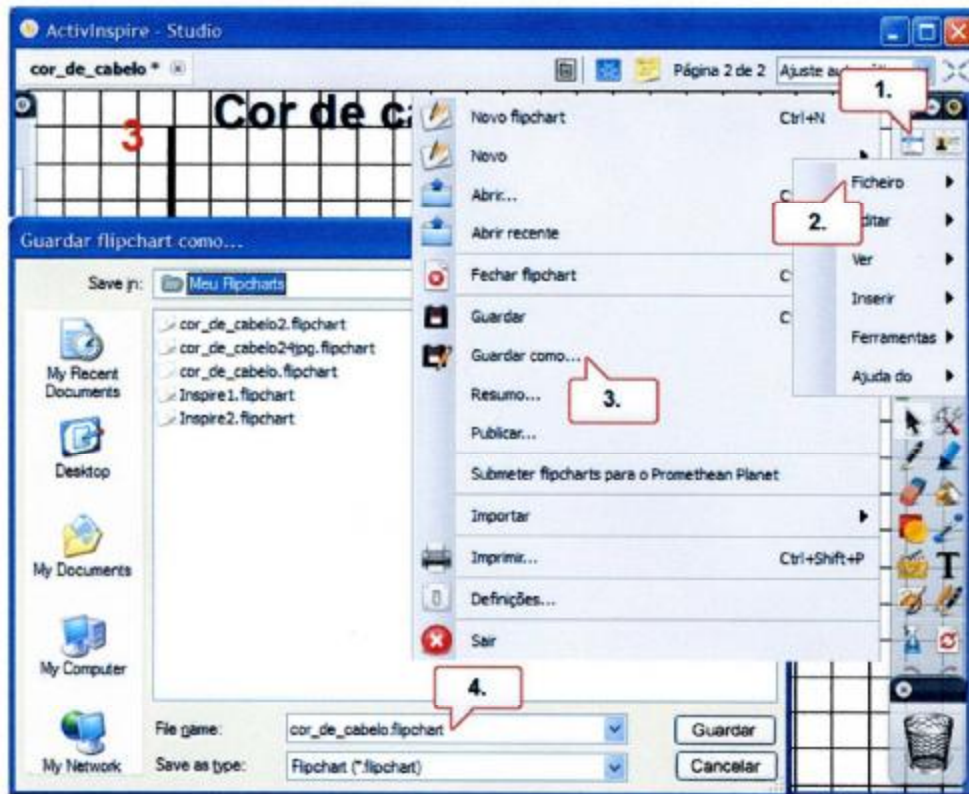 ActivInspire - Studio
cor_de_cabelo *
Página 2 de 2
1.
3
Cor de
Novo flipchart Ctrl+N
Novo
Abrir...
Abrir recente
Fechar flipchart
Guardar
Guardar como...
3.
Resumo...
Publicar...
Submeter flipcharts para o Promethean Planet
Importar
Imprimir... Ctrl+Shift+P
Definições...
Sair
Ficheiro
2.
Ver
Inserir
Ferramentas
Ajuda do
T
Guardar flipchart como...
Save in: Meu Flipcharts
cor_de_cabelo2.flipchart
cor_de_cabelo24jpg.flipchart
cor_de_cabelo.flipchart
Inspire1.flipchart
Inspire2.flipchart
My Recent
Documents
Desktop
My Documents
My Computer
My Network
4.
File name: cor_de_cabelo.flipchart Guardar
Save as type: Flipchart (*.flipchart) Cancelar